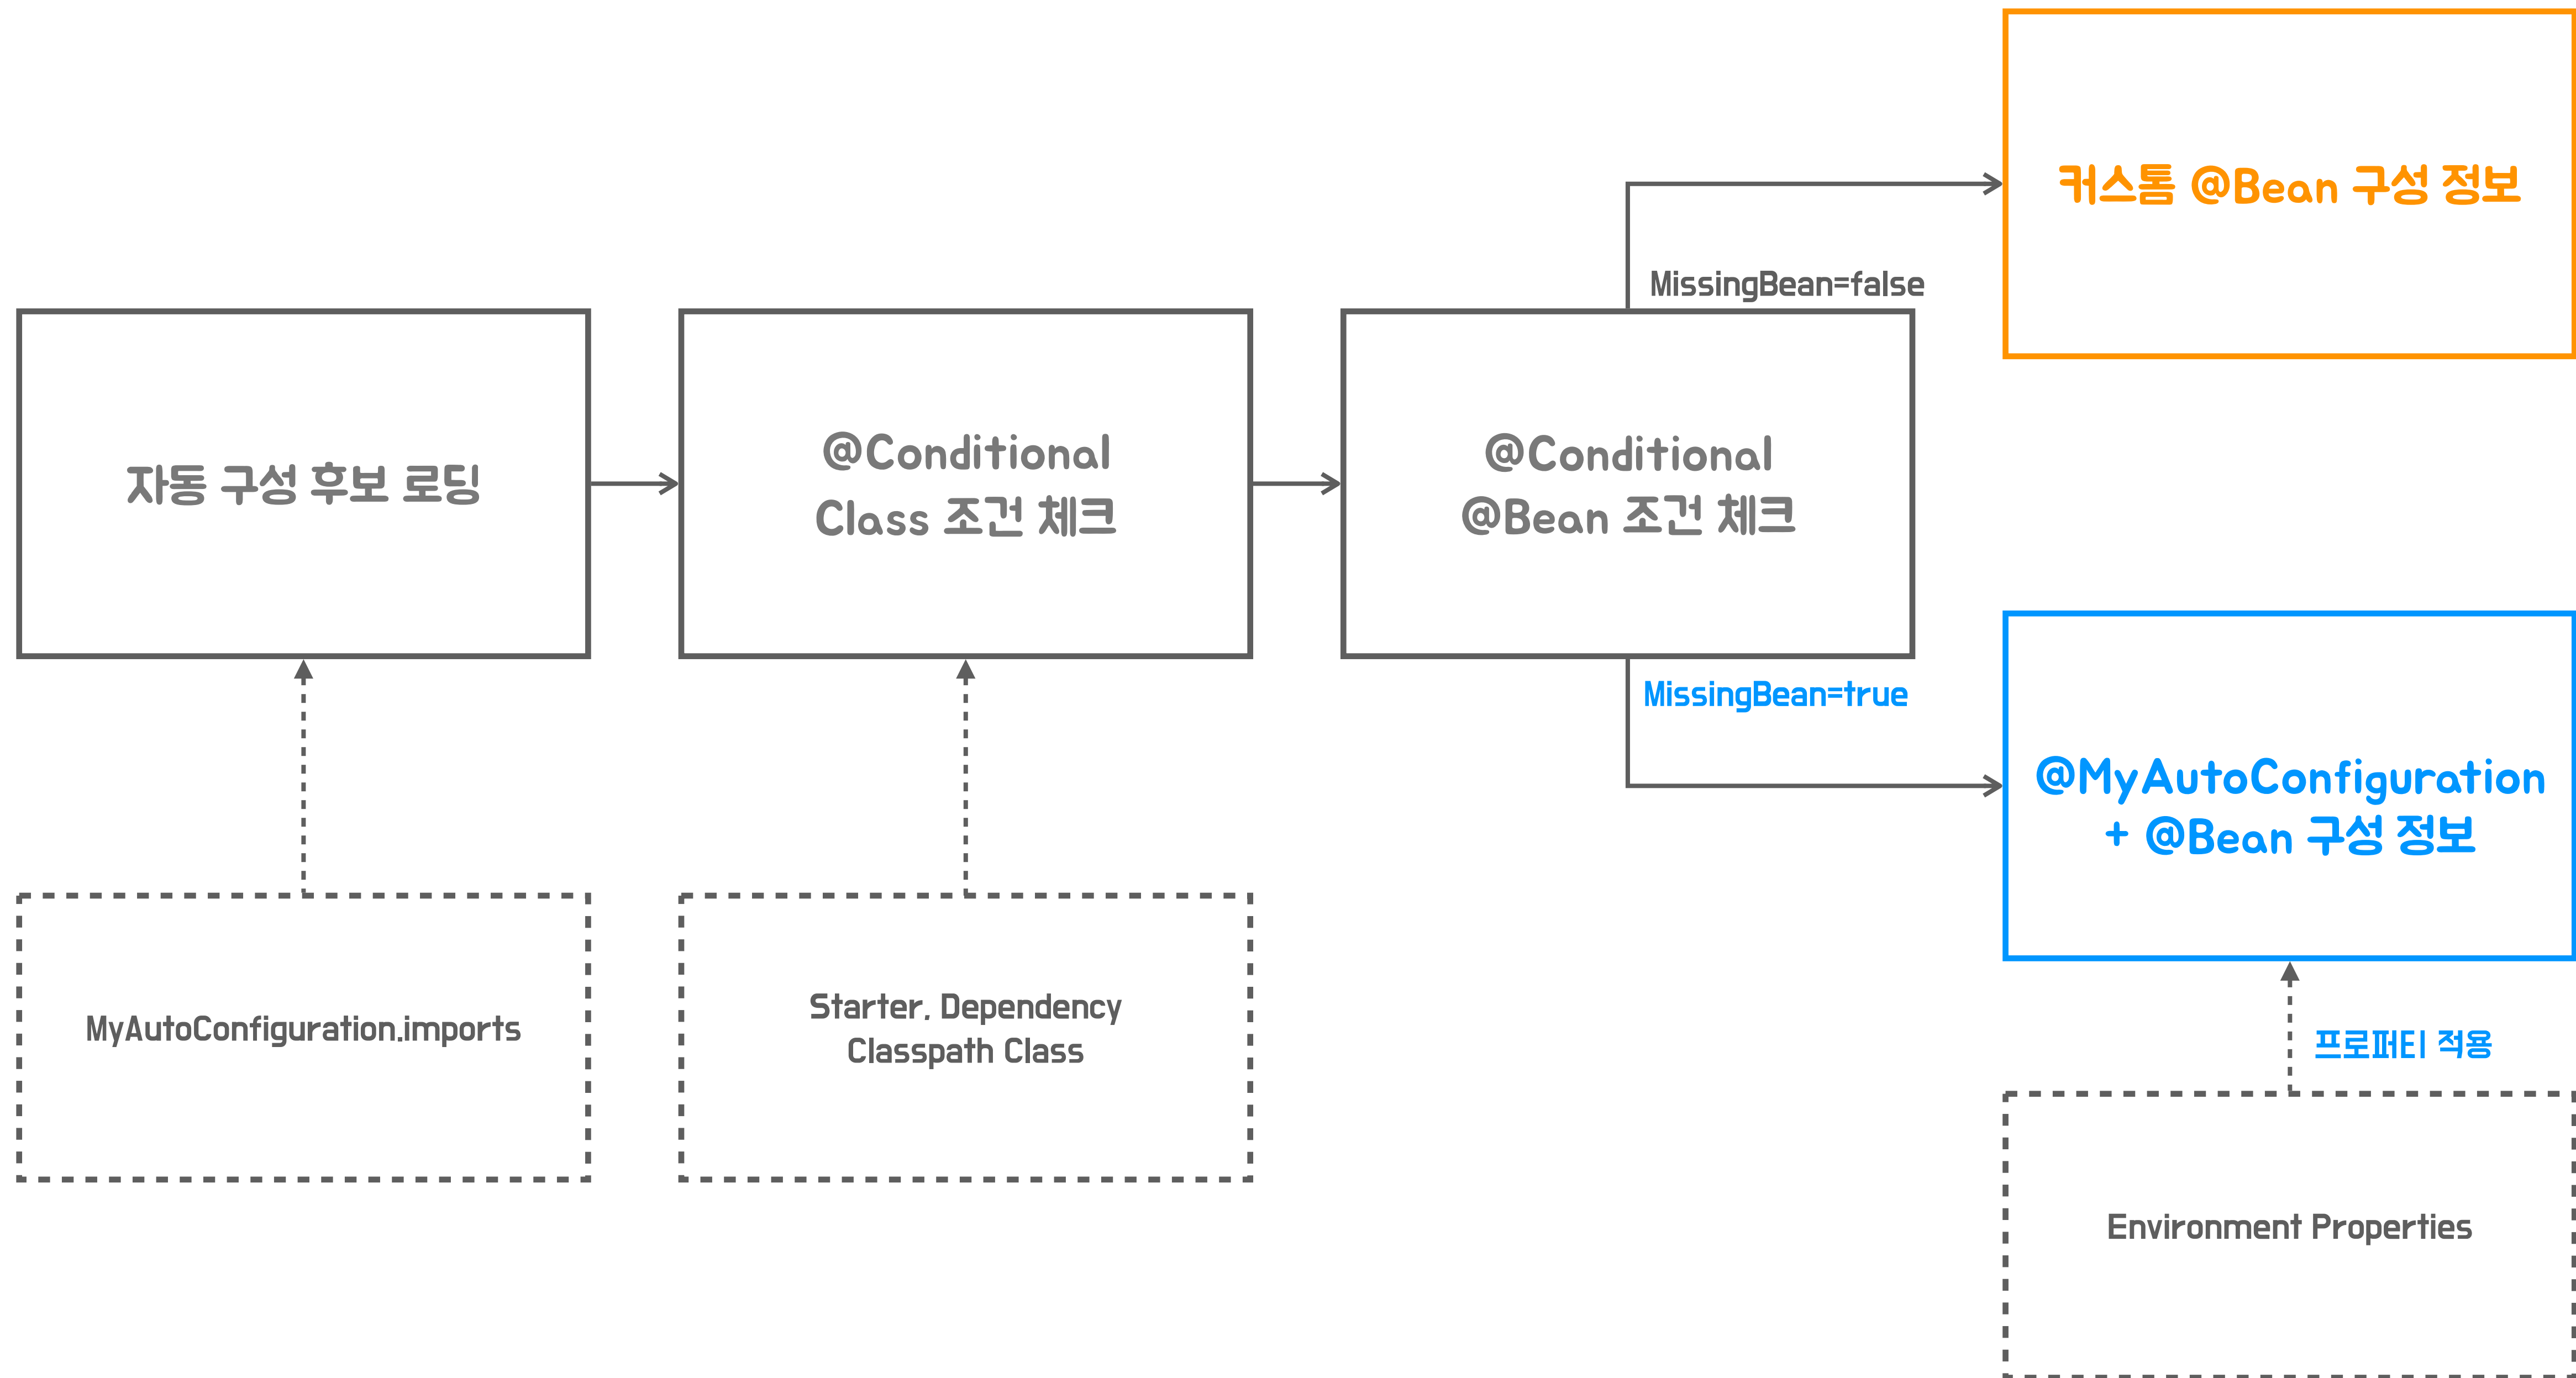 커스톰 @Bean 구성 정보
MissingBean=false
자동 구성 후보 로딩
@Conditional
Class 조건 체크
@Conditional
@Bean 조건 체크
MissingBean=true
@MyAutoConfiguration
+ @Bean 구성 정보
MyAutoConfiguration.imports
Starter, Dependency
Classpath Class
프로퍼티 적용
Environment Properties